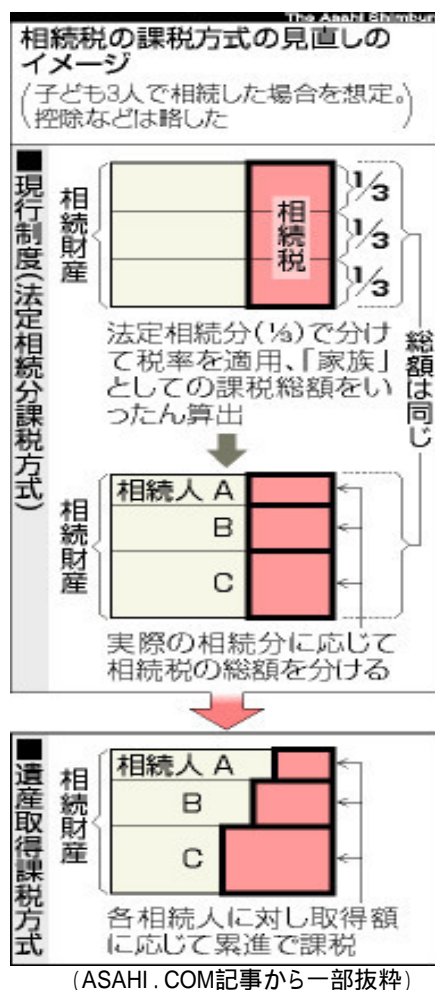 The Asahi Shimbun
相続税の課税方式の見直しの
イメージ
(子ども3人で相続した場合を想定。
控除などは略した)
■現行制度(法定相続分課税方式)
相続財産
相続税
1/3
1/3
1/3
総額は同じ
法定相続分(1/3)で分け
て税率を適用、「家族」
としての課税総額をい
ったん算出
相続財産
相続人 A
B
C
実際の相続分に応じて
相続税の総額を分ける
■遺産取得課税方式
相続財産
相続人 A
B
C
各相続人に対し取得額
に応じて累進で課税
(ASAHI.COM記事から一部抜粋)